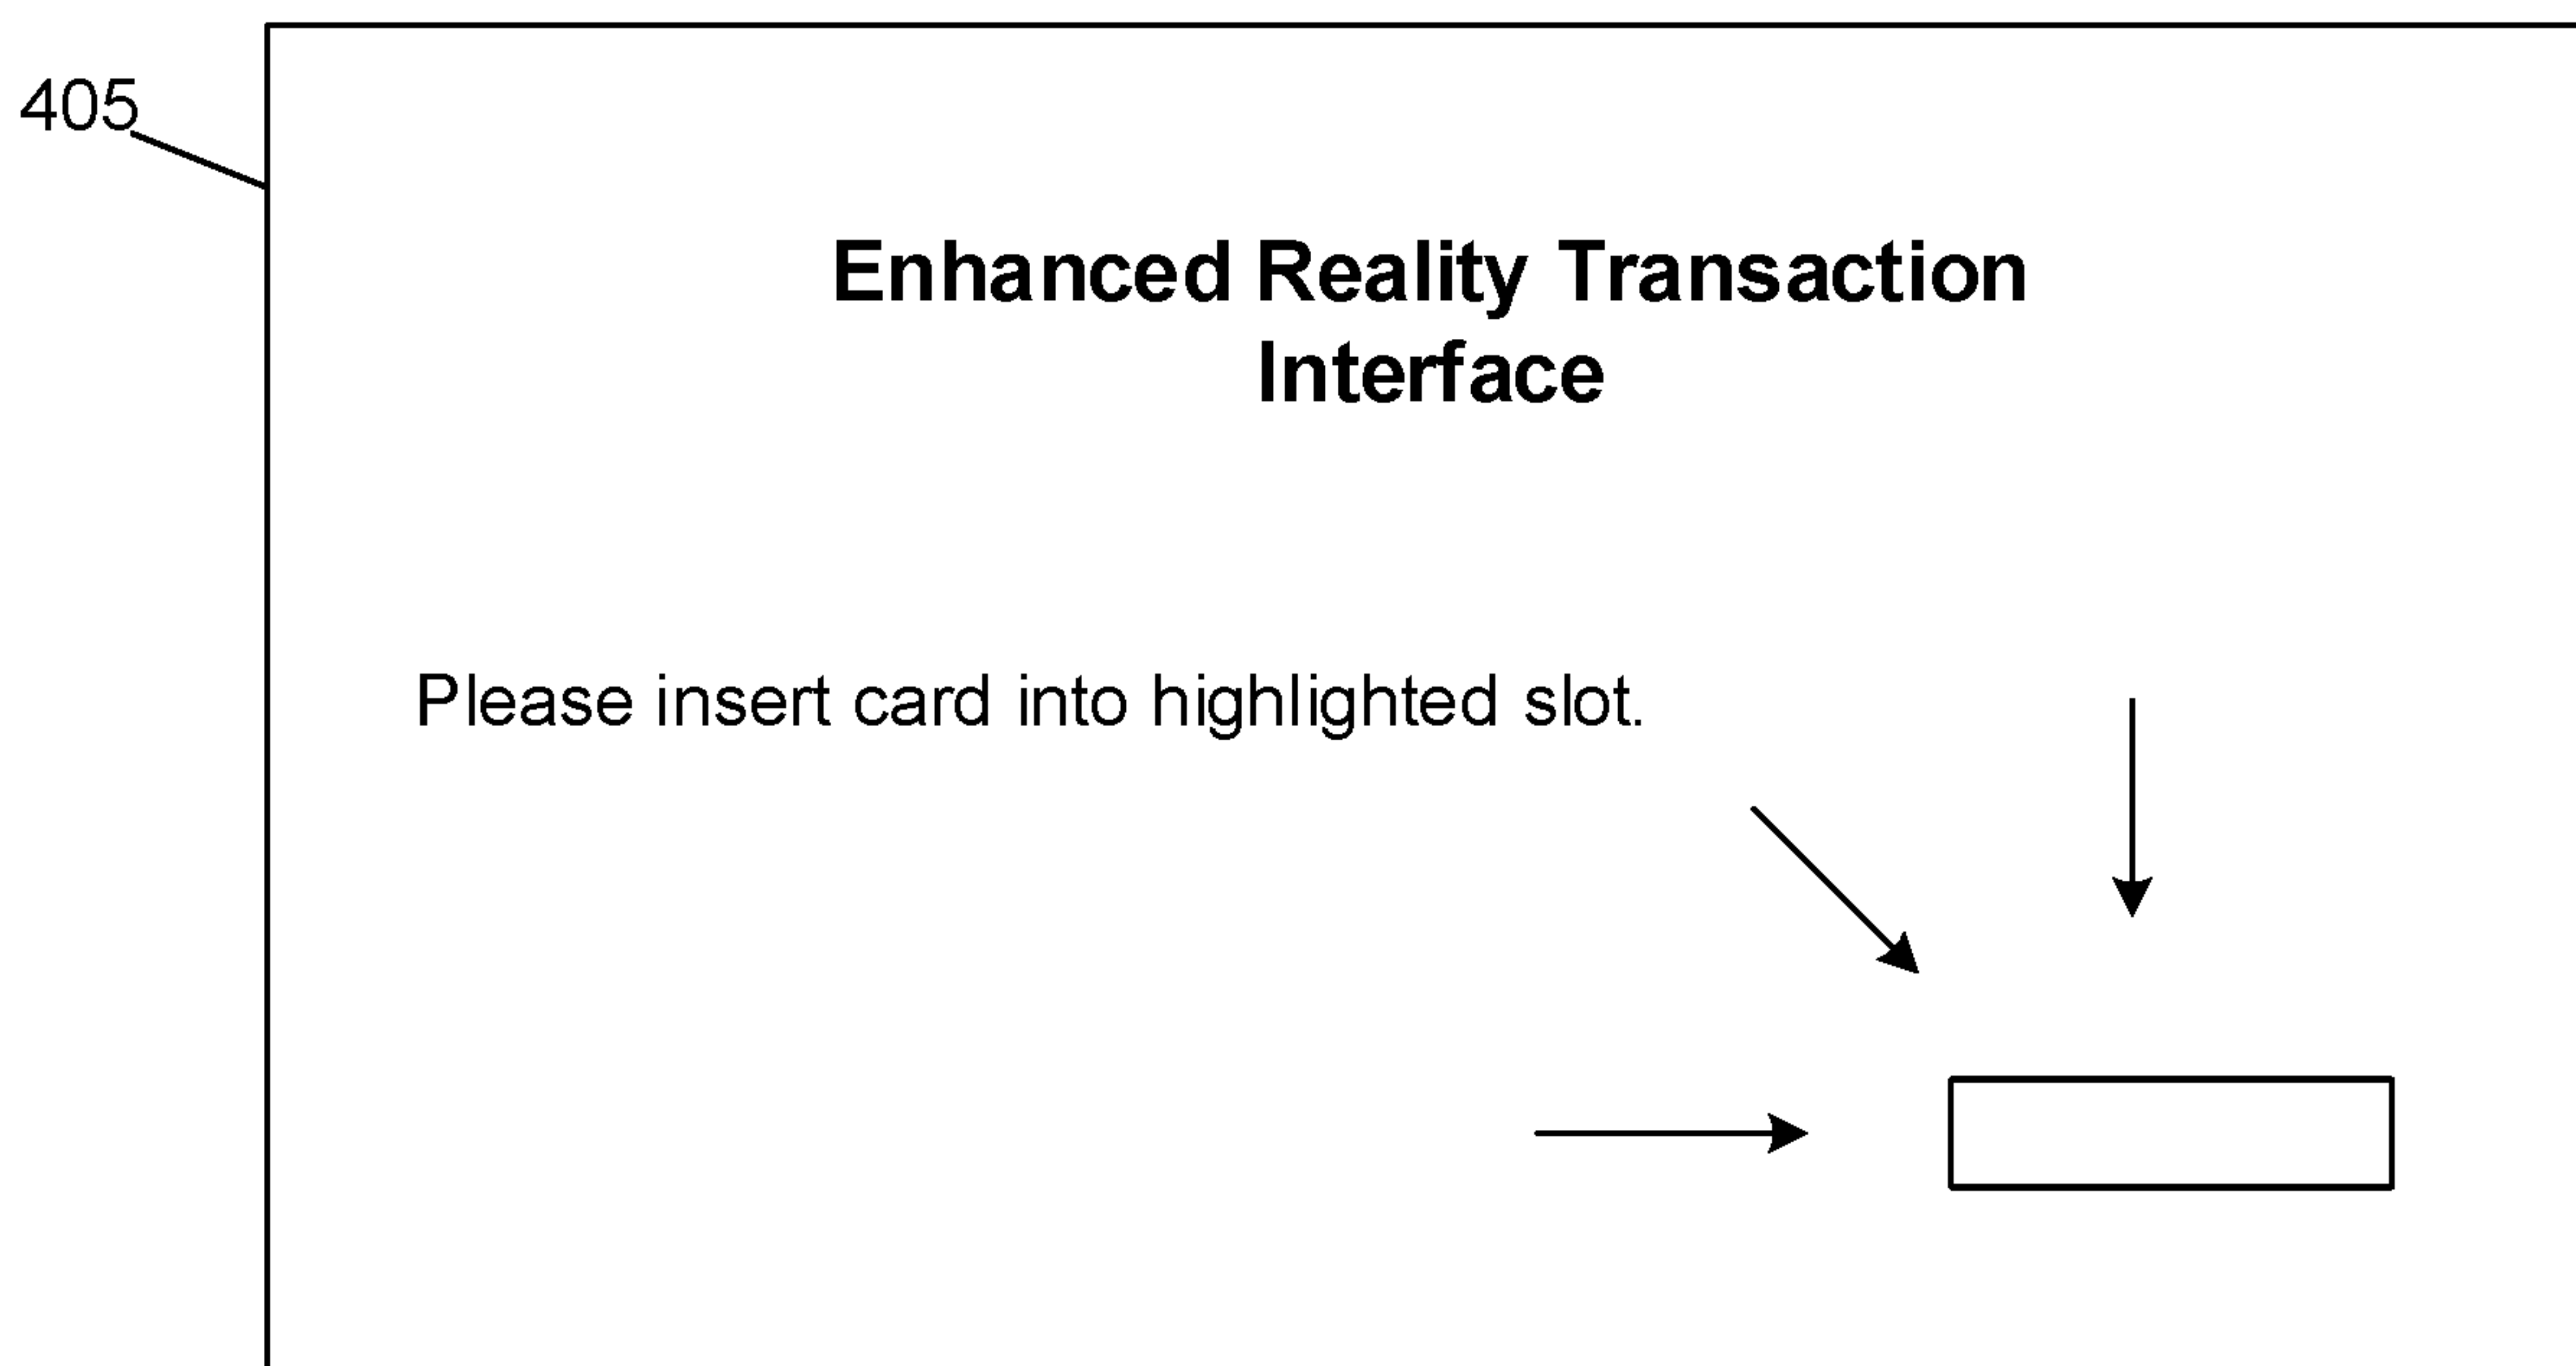 405
Enhanced Reality Transaction
Interface
Please insert card into highlighted slot.